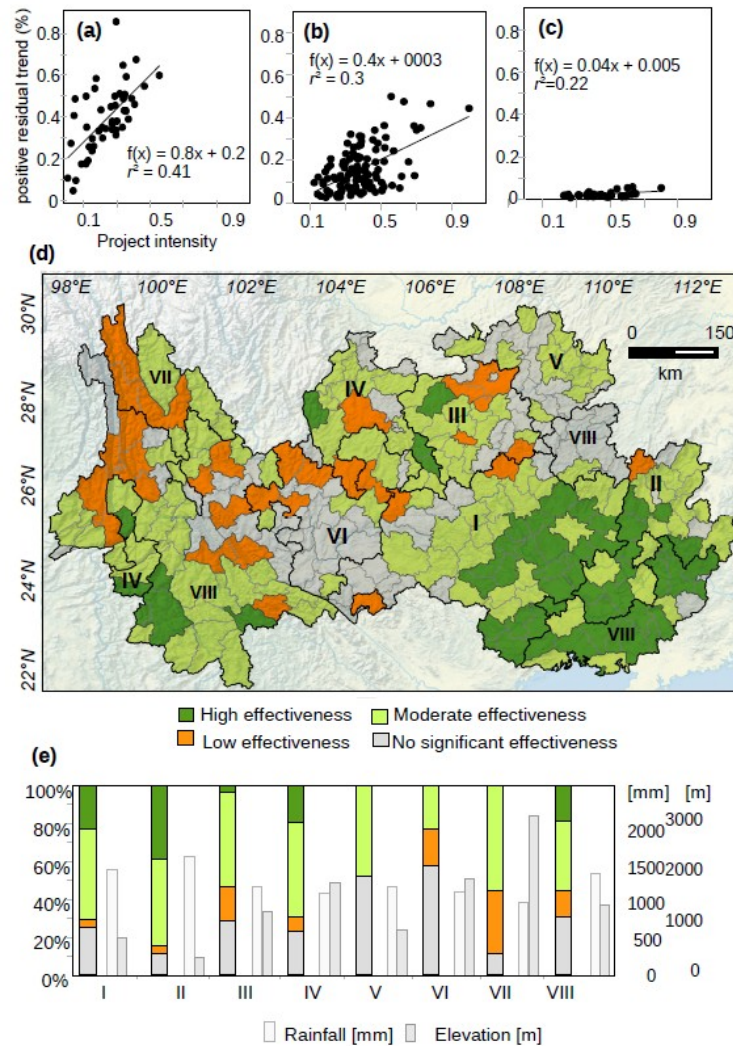 (a)
(b)
(c)
positive residual trend (%)
0.8
0.6
0.4
0.2
0
f(x) = 0.8x + 0.2
r² = 0.41
0.1 0.5 0.9
Project intensity
0.8
0.6
0.4
0.2
0
f(x) = 0.4x + 0003
r² = 0.3
0.1 0.5 0.9
0.8
0.6
0.4
0.2
0
f(x) = 0.04x + 0.005
r²=0.22
0.1 0.5 0.9
(d)
98°E 100°E 102°E 104°E 106°E 108°E 110°E 112°E
30°N
28°N
26°N
24°N
22°N
0 150
km
VII
IV
III
V
VIII
II
I
VI
IV
VIII
VIII
High effectiveness
Moderate effectiveness
Low effectiveness
No significant effectiveness
(e)
100%
80%
60%
40%
20%
0%
[mm] [m]
2000 3000
1500 2000
1000 1000
500
0 0
I II III IV V VI VII VIII
Rainfall [mm] Elevation [m]